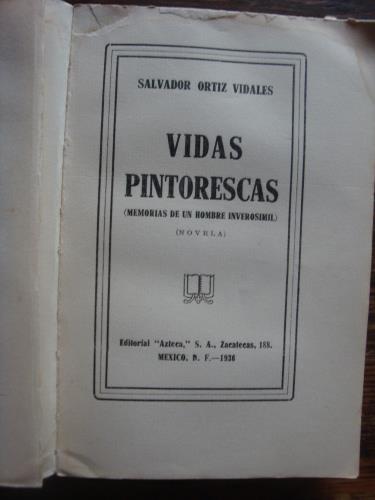 SALVADOR ORTIZ VIDALES
VIDAS
PINTORESCAS
(MEMORIAS DE UN HOMBRE INVEROSIMIL)
(NOVELA)
Editorial "Azteca," S. A., Zacatecas, 188.
MEXICO, D. F.—1936